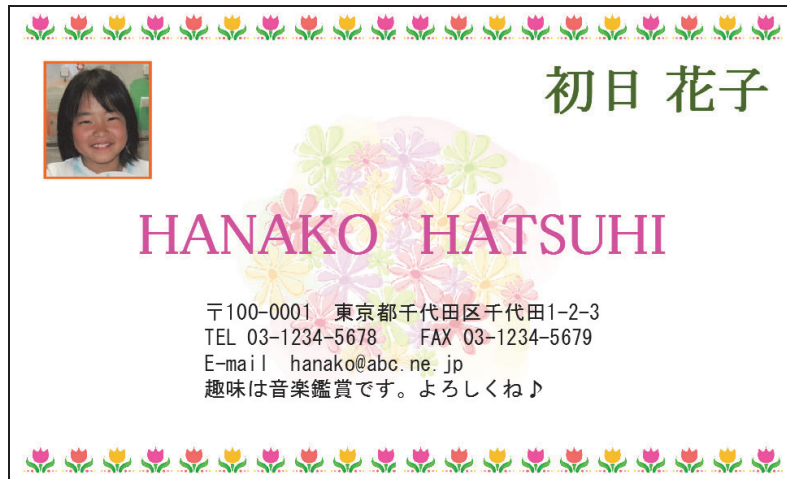 初日 花子
HANAKO HATSUHI
〒100-0001 東京都千代田区千代田1-2-3
TEL 03-1234-5678 FAX 03-1234-5679
E-mail hanako@abc.ne.jp
趣味は音楽鑑賞です。よろしくね♪